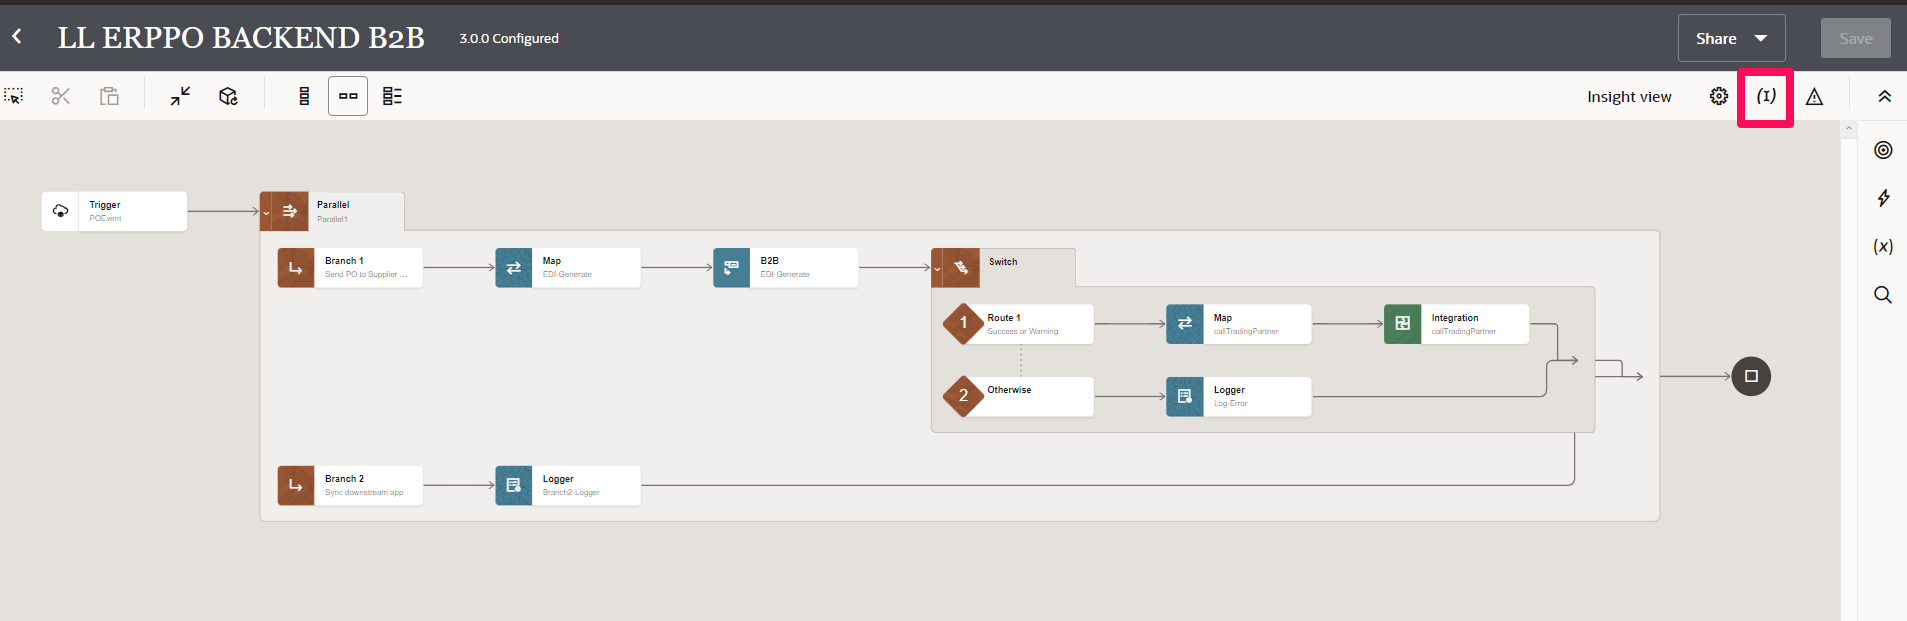 LL ERPPO BACKEND B2B
3.0.0 Configured
Share
Save
Insight view
(I)
(x)
Trigger
POEvent
Parallel
Parallel1
Branch 1
Send PO to Supplier ...
Map
EDI-Generate
B2B
EDI-Generate
Switch
1
Route 1
Success or Warning
Map
callTradingPartner
Integration
callTradingPartner
2
Otherwise
Logger
Log-Error
Branch 2
Sync downstream app
Logger
Branch2-Logger